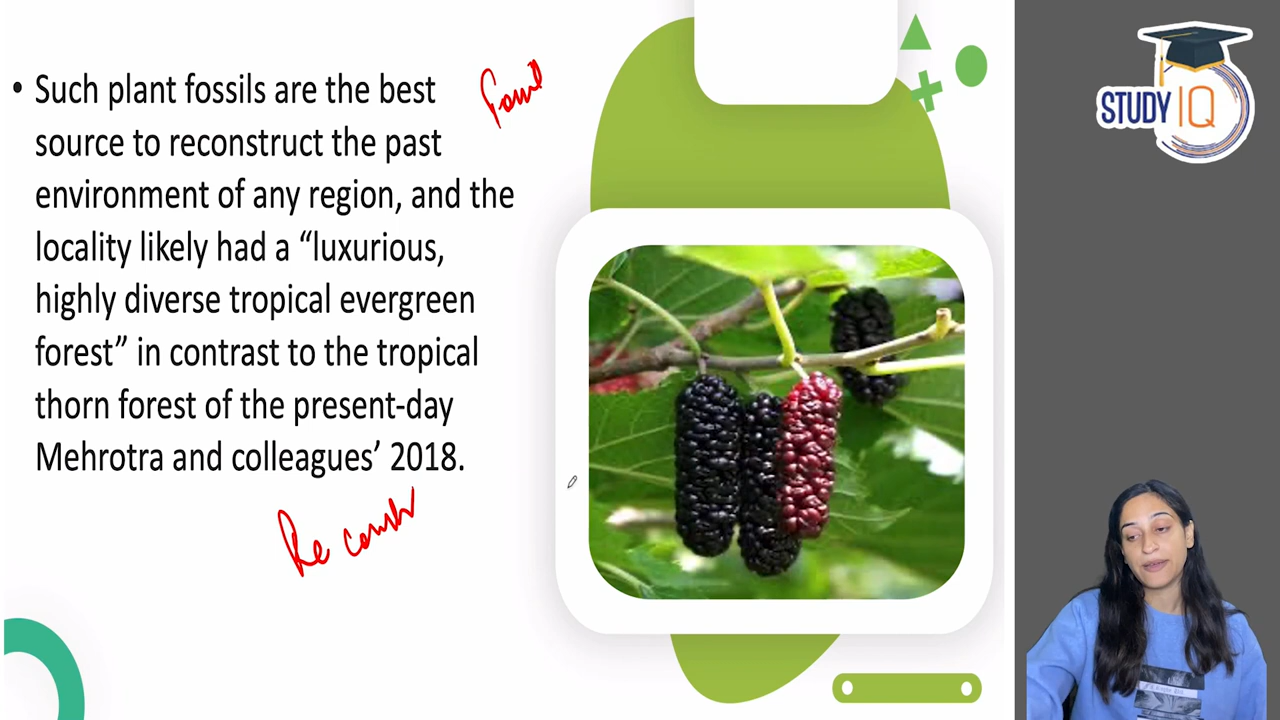 • Such plant fossils are the best
source to reconstruct the past
environment of any region, and the
locality likely had a “luxurious,
highly diverse tropical evergreen
forest” in contrast to the tropical
thorn forest of the present-day
Mehrotra and colleagues’ 2018.
STUDY IQ